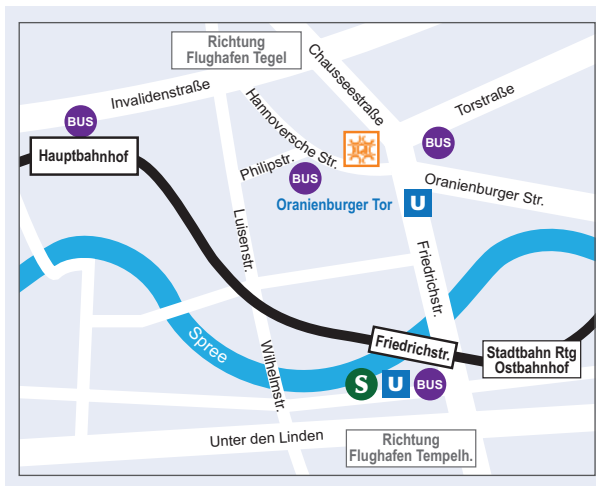 Richtung
Flughafen Tegel
Chausseestraße
Invalidenstraße
Torstraße
BUS
Hannoversche Str.
BUS
Hauptbahnhof
Philipstr.
BUS
Oranienburger Str.
Oranienburger Tor
U
Luisenstr.
Friedrichstr.
Spree
Friedrichstr.
Stadtbahn Rtg
Ostbahnhof
Wilhelmstr.
S
U
BUS
Unter den Linden
Richtung
Flughafen Tempelh.